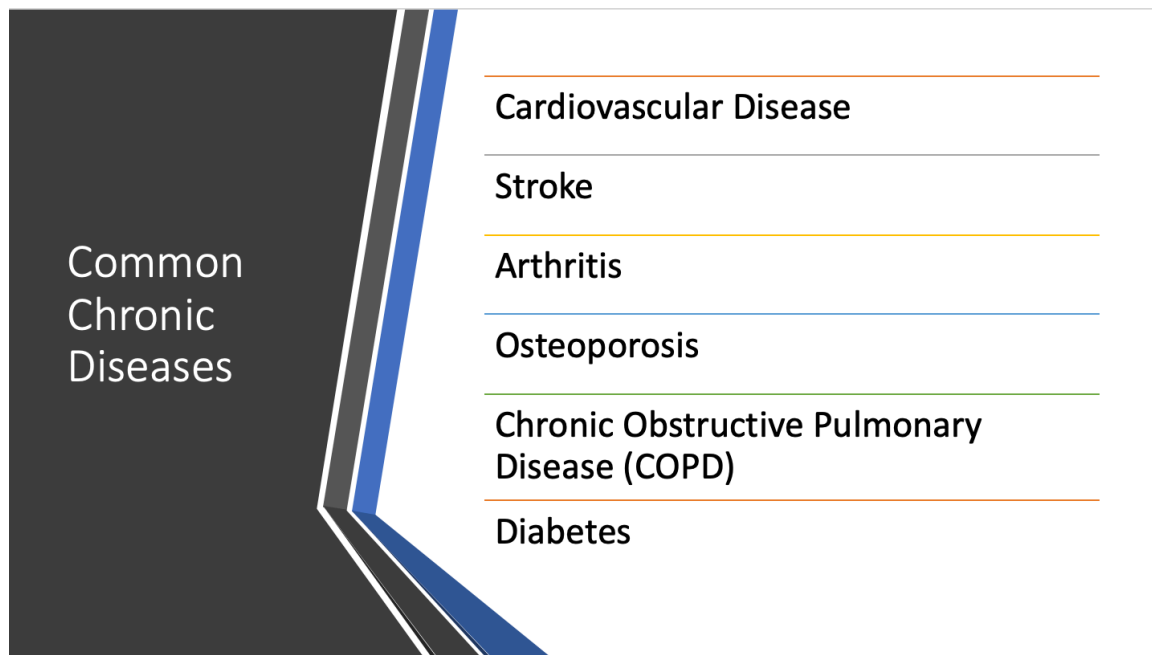 Common
Chronic
Diseases
Cardiovascular Disease
Stroke
Arthritis
Osteoporosis
Chronic Obstructive Pulmonary
Disease (COPD)
Diabetes